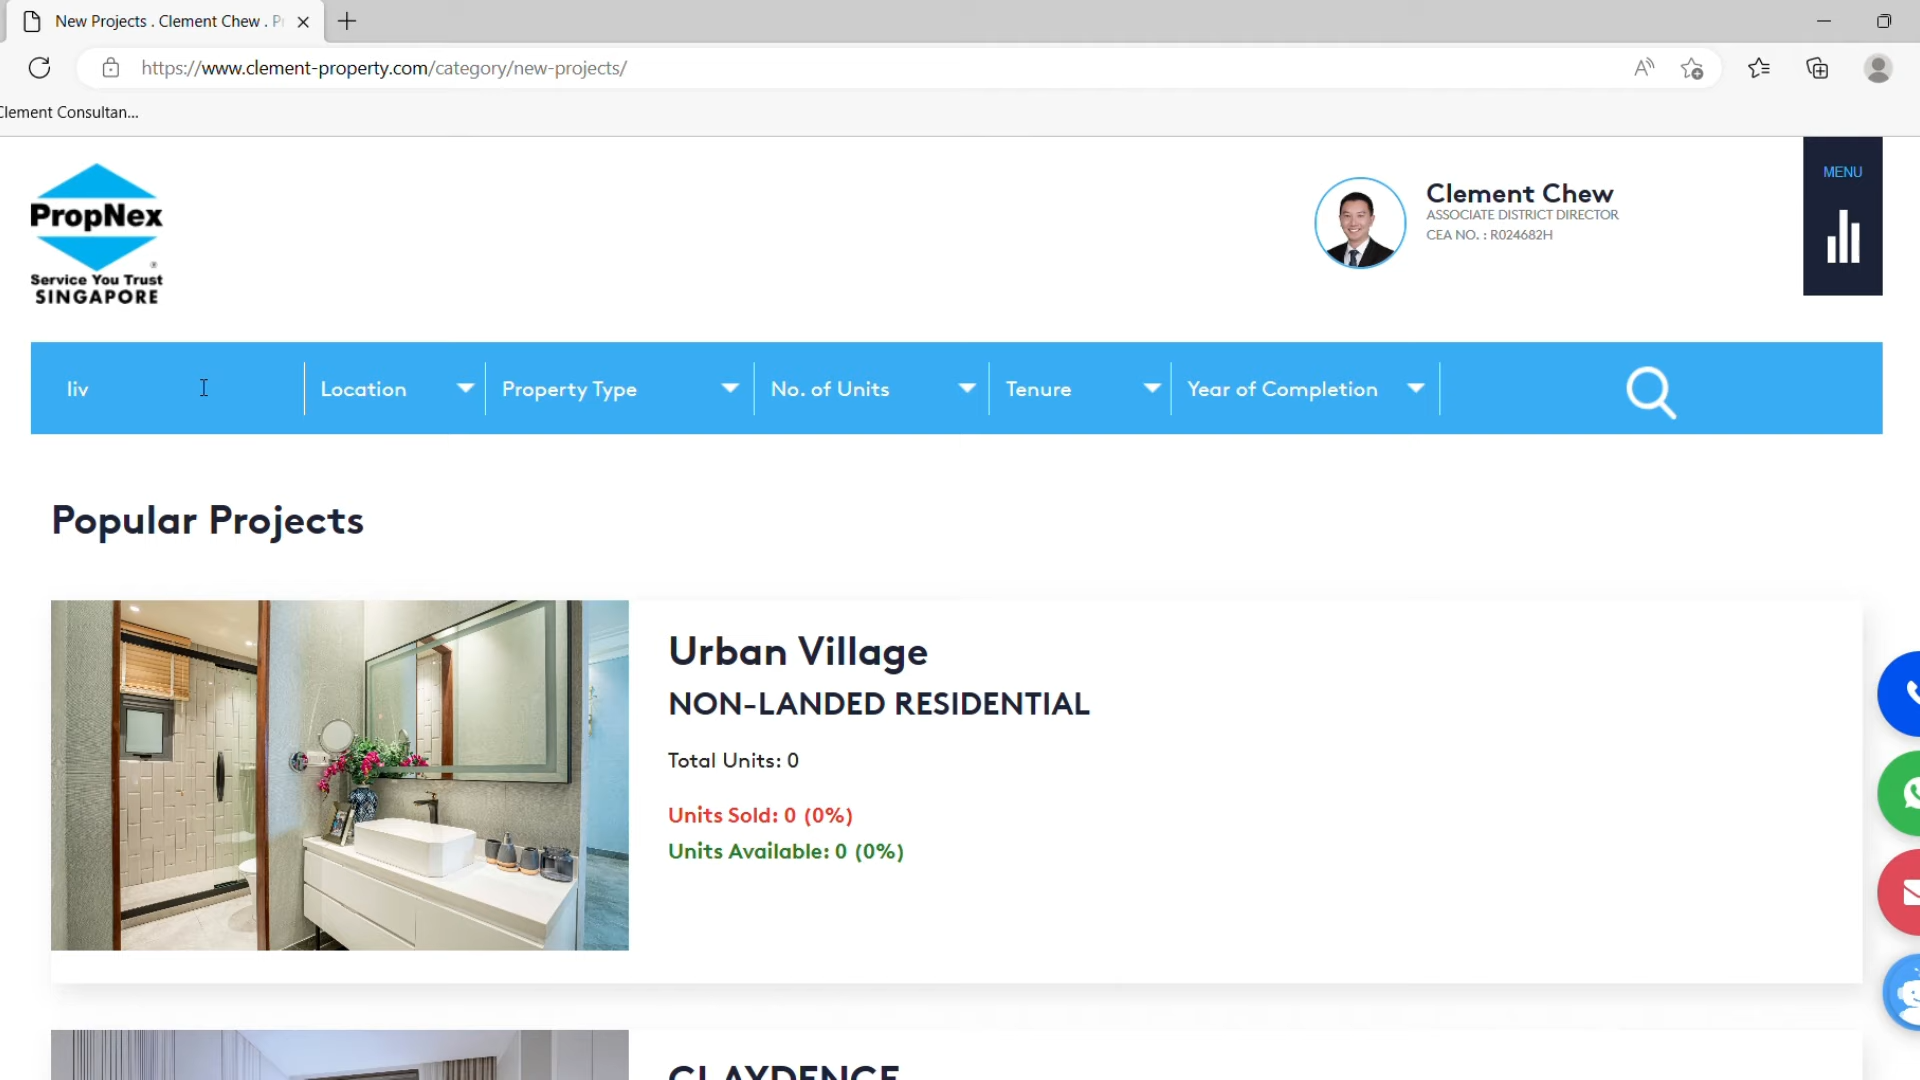 New Projects . Clement Chew . P
https://www.clement-property.com/category/new-projects/
Clement Consultan...
PropNex
Service You Trust
SINGAPORE
Clement Chew
ASSOCIATE DISTRICT DIRECTOR
CEA NO. : R024682H
MENU
liv
Location
Property Type
No. of Units
Tenure
Year of Completion
Popular Projects
Urban Village
NON-LANDED RESIDENTIAL
Total Units: 0
Units Sold: 0 (0%)
Units Available: 0 (0%)
CLAYDENCE